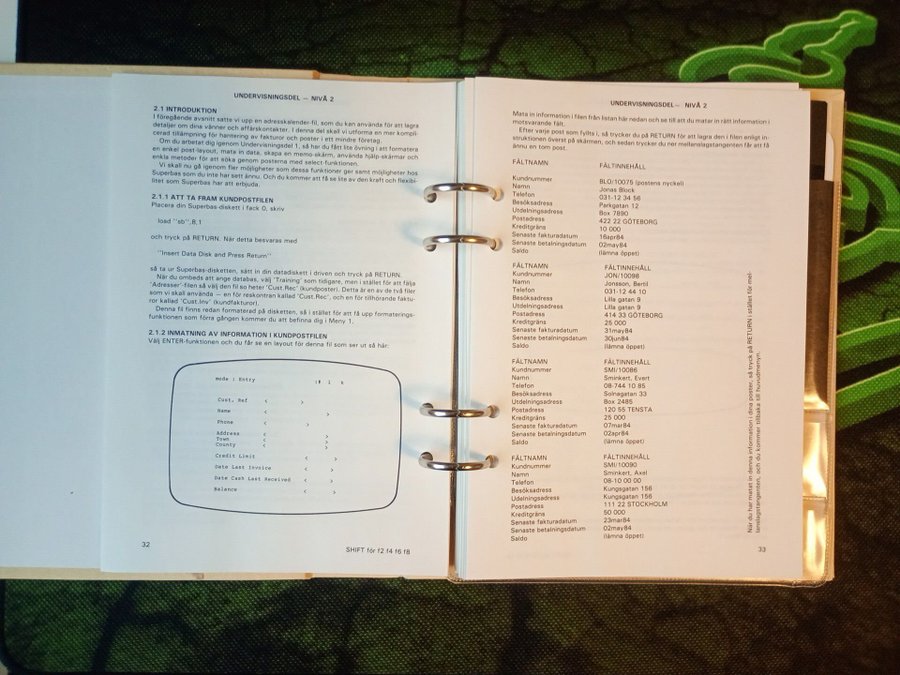 UNDERVISNINGSDEL — NIVÅ 2
2.1 INTRODUKTION
I föregående avsnitt satte vi upp en adresskalender-fil, som du kan använda för att lagra
detaljer om dina vänner och affärskontakter. I denna del skall vi utforma en mer kompli-
cerad tillämpning för hantering av fakturor och poster i ett mindre företag.
Om du arbetat dig igenom Undervisningsdel 1, så har du fått lite övning i att formatera
en enkel post-layout, mata in data, skapa en memo-skärm, använda hjälp-skärmar och
enkla metoder för att söka genom posterna med select-funktionen.
Vi skall nu gå igenom fler möjligheter som dessa funktioner ger samt möjligheter hos
Superbas som du inte har sett ännu. Och du kommer att få se lite av den kraft och flexibi-
litet som Superbas har att erbjuda.
2.1.1 ATT TA FRAM KUNDPOSTFILEN
Placera din Superbas-diskett i fack 0, skriv
load "sb",8,1
och tryck på RETURN. När detta besvaras med
"Insert Data Disk and Press Return"
så ta ur Superbas-disketten, sätt in din datadiskett i driven och tryck på RETURN.
När du ombeds att ange databas, välj 'Training' som tidigare, men i stället för att välja
'Adresser'-filen så välj den fil som heter 'Cust.Rec' (kundposter). Detta är en av de två filer
som vi skall använda — en för reskontran kallad 'Cust.Rec', och en för tillhörande faktu-
ror kallad 'Cust.Inv' (kundfakturor).
Denna fil finns redan formaterad på disketten, så i stället för att få upp formaterings-
funktionen som förra gången kommer du att befinna dig i Meny 1.
2.1.2 INMATNING AV INFORMATION I KUNDPOSTFILEN
Välj ENTER-funktionen och du får se en layout för denna fil som ser ut så här:
mode : Entry
Cust. Ref < >
Name < >
Phone < >
Address < >
Town < >
County < >
Credit Limit < >
Date Last Invoice < >
Date Cash Last Received < >
Balance < >
32
SHIFT för f2 f4 f6 f8
UNDERVISNINGSDEL— NIVÅ 2
Mata in information i filen från listan här nedan och se till att du matar in rätt information i
motsvarande fält.
Efter varje post som fyllts i, så trycker du på RETURN för att lagra den i filen enligt in-
struktionen överst på skärmen, och sedan trycker du ner mellanslagstangenten får att få
ännu en tom post.
FÄLTNAMN FÄLTINNEHÅLL
Kundnummer BLO/10075 (postens nyckel)
Namn Jonas Block
Telefon 031-12 34 56
Besöksadress Parkgatan 12
Utdelningsadress Box 7890
Postadress 422 22 GÖTEBORG
Kreditgräns 10 000
Senaste fakturadatum 16apr84
Senaste betalningsdatum 02may84
Saldo (lämna öppet)
FÄLTNAMN FÄLTINNEHÅLL
Kundnummer JON/10098
Namn Jonsson, Bertil
Telefon 031-12 44 10
Besöksadress Lilla gatan 9
Utdelningsadress Lilla gatan 9
Postadress 414 33 GÖTEBORG
Kreditgräns 25 000
Senaste fakturadatum 31may84
Senaste betalningsdatum 30jun84
Saldo (lämna öppet)
FÄLTNAMN FÄLTINNEHÅLL
Kundnummer SMI/10086
Namn Sminkert, Evert
Telefon 08-744 10 85
Besöksadress Solnagatan 33
Utdelningsadress Box 2485
Postadress 120 55 TENSTA
Kreditgräns 25 000
Senaste fakturedatum 07mar84
Senaste betalningsdatum 02apr84
Saldo (lämna öppet)
FÄLTNAMN FÄLTINNEHÅLL
Kundnummer SMI/10090
Namn Sminkert, Axel
Telefon 08-10 00 00
Besöksadress Kungsgatan 156
Utdelningsadress Kungsgatan 156
Postadress 111 22 STOCKHOLM
Kreditgräns 50 000
Senaste fakturadatum 23mar84
Senaste betalningsdatum 02may84
Saldo (lämna öppet)
När du har matat in denna information i dina poster, så tryck på RETURN i stället för mel-
lanslagstangenten, och du kommer tillbaka till huvudmenyn.
33